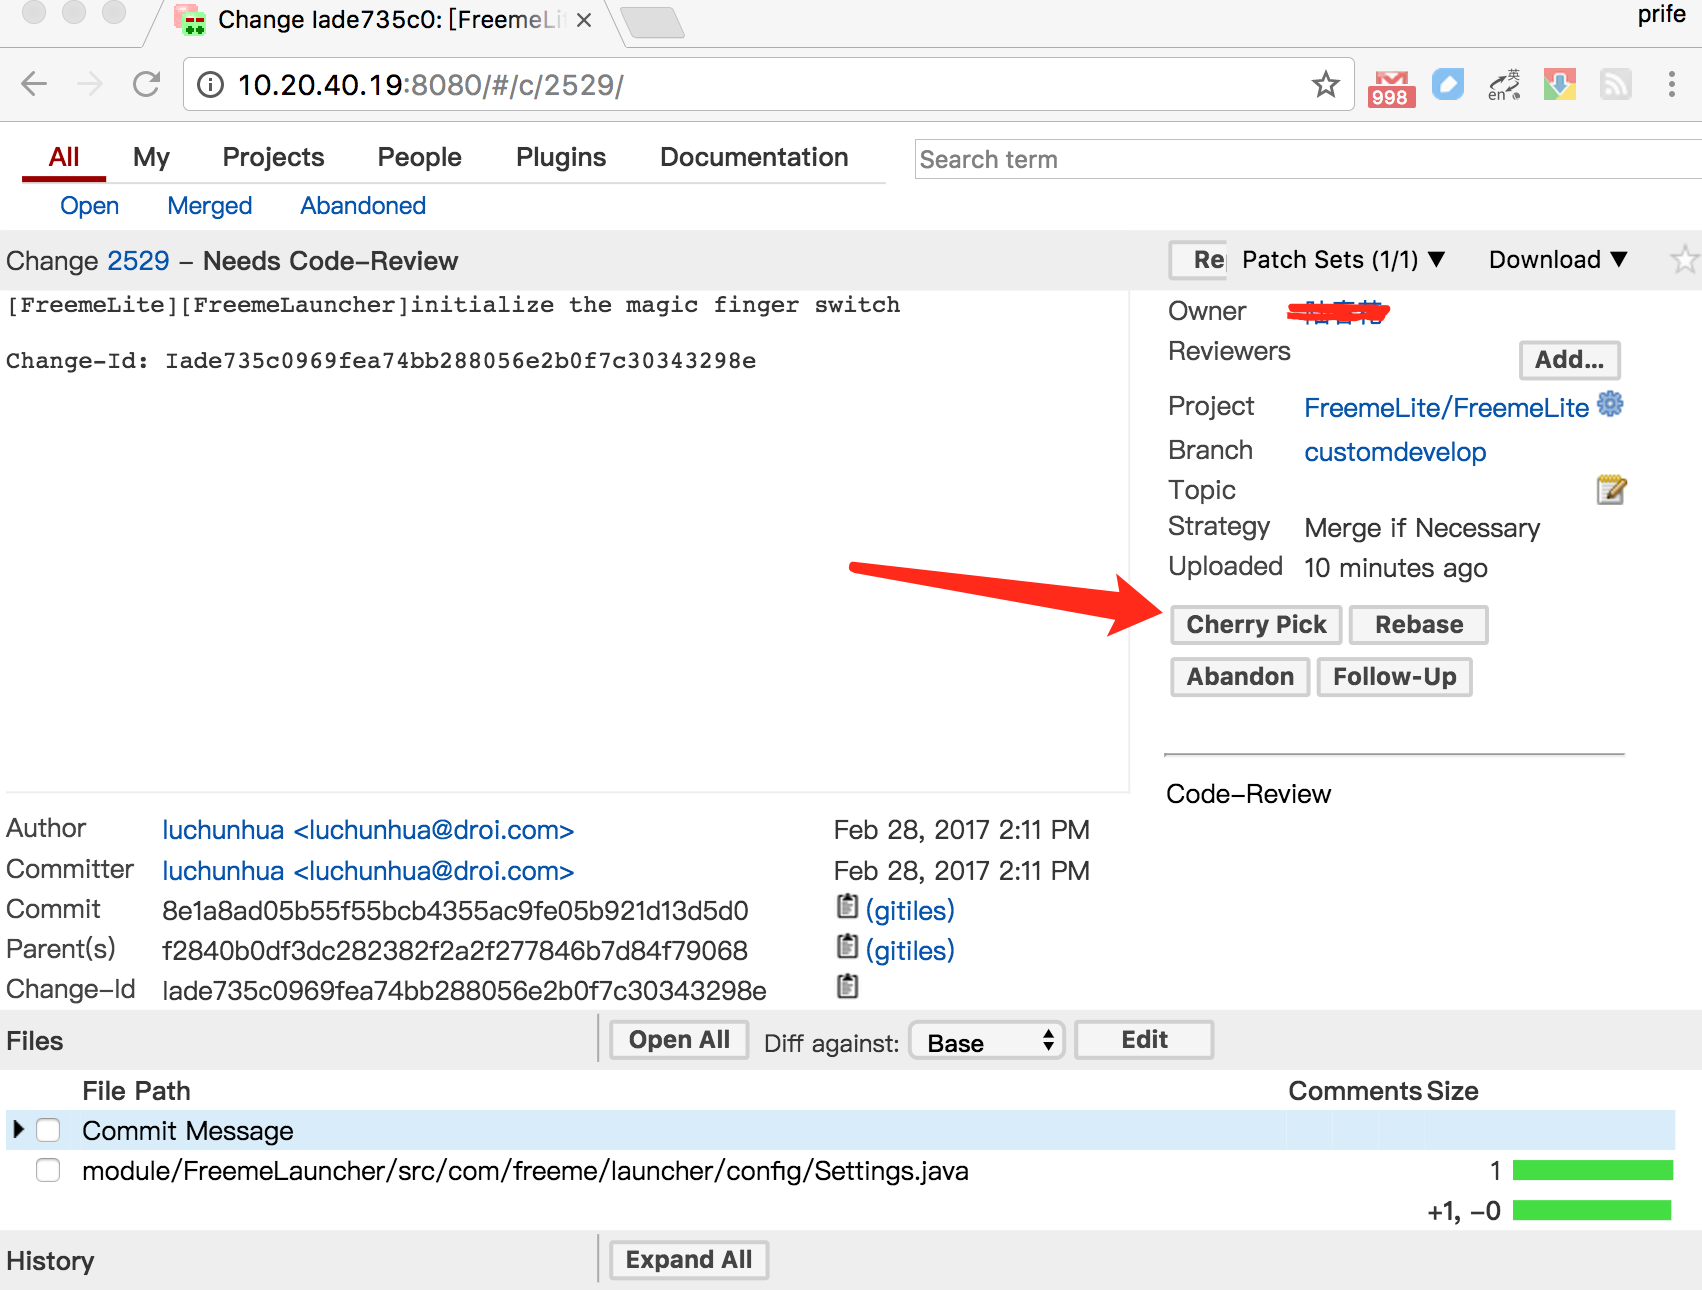 Change Iade735c0: [FreemeLi
prife
10.20.40.19:8080/#/c/2529/
998
英
en
All My Projects People Plugins Documentation
Search term
Open Merged Abandoned
Change 2529 – Needs Code-Review
Re Patch Sets (1/1) ▼ Download ▼
[FreemeLite][FreemeLauncher]initialize the magic finger switch
Change-Id: Iade735c0969fea74bb288056e2b0f7c30343298e
Owner
Reviewers Add...
Project FreemeLite/FreemeLite
Branch customdevelop
Topic
Strategy Merge if Necessary
Uploaded 10 minutes ago
Cherry Pick Rebase
Abandon Follow-Up
Code-Review
Author luchunhua <luchunhua@droi.com> Feb 28, 2017 2:11 PM
Committer luchunhua <luchunhua@droi.com> Feb 28, 2017 2:11 PM
Commit 8e1a8ad05b55f55bcb4355ac9fe05b921d13d5d0 (gitiles)
Parent(s) f2840b0df3dc282382f2a2f277846b7d84f79068 (gitiles)
Change-Id Iade735c0969fea74bb288056e2b0f7c30343298e
Files Open All Diff against: Base Edit
File Path Comments Size
Commit Message
module/FreemeLauncher/src/com/freeme/launcher/config/Settings.java 1
+1, -0
History Expand All